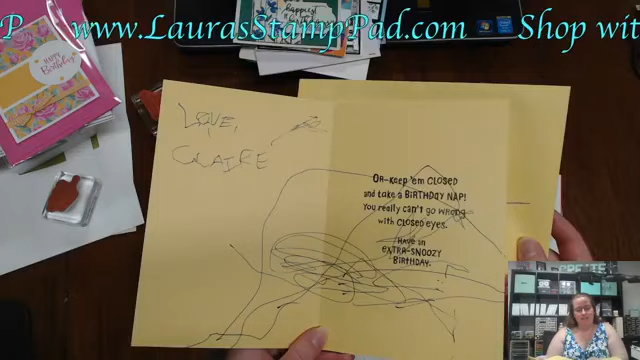 P www.LaurasStampPad.com Shop wit
HAPPY
Birthday
LOVE,
CLAIRE
OR–KEEP 'EM CLOSED
and take a BIRTHDAY NAP!
You really can't go wrong
with CLOSED EYES.
HAVE an
EXTRA-SNOOZY
BIRTHDAY.